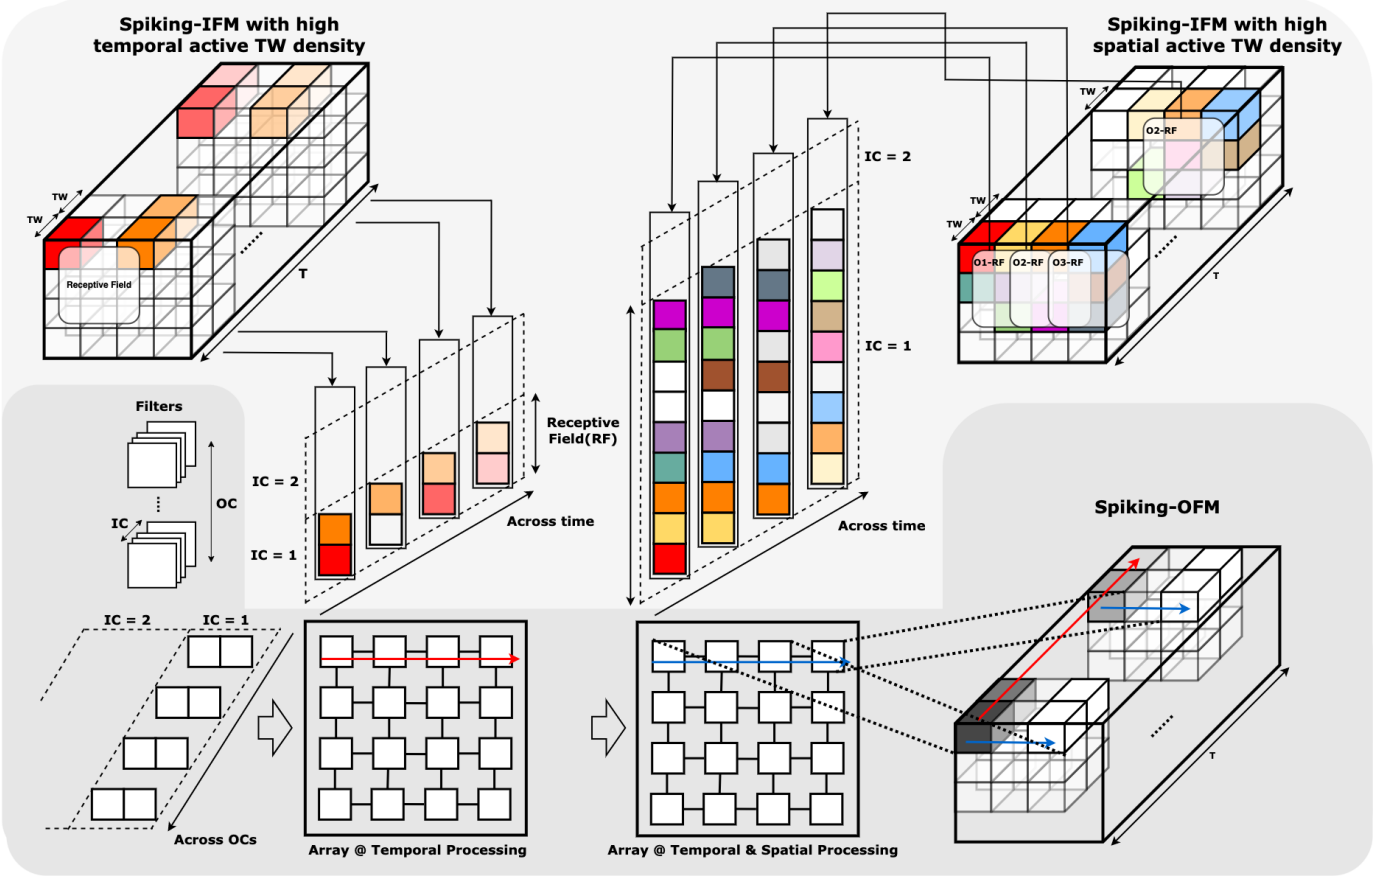 Spiking-IFM with high
temporal active TW density
Spiking-IFM with high
spatial active TW density
TW
TW
Receptive Field
T
TW
O2-RF
TW
TW
O1-RF
O2-RF
O3-RF
T
IC = 2
IC = 1
Receptive
Field(RF)
IC = 2
IC = 1
Across time
Across time
Filters
OC
IC
IC = 2
IC = 1
Across OCs
Spiking-OFM
T
Array @ Temporal Processing
Array @ Temporal & Spatial Processing